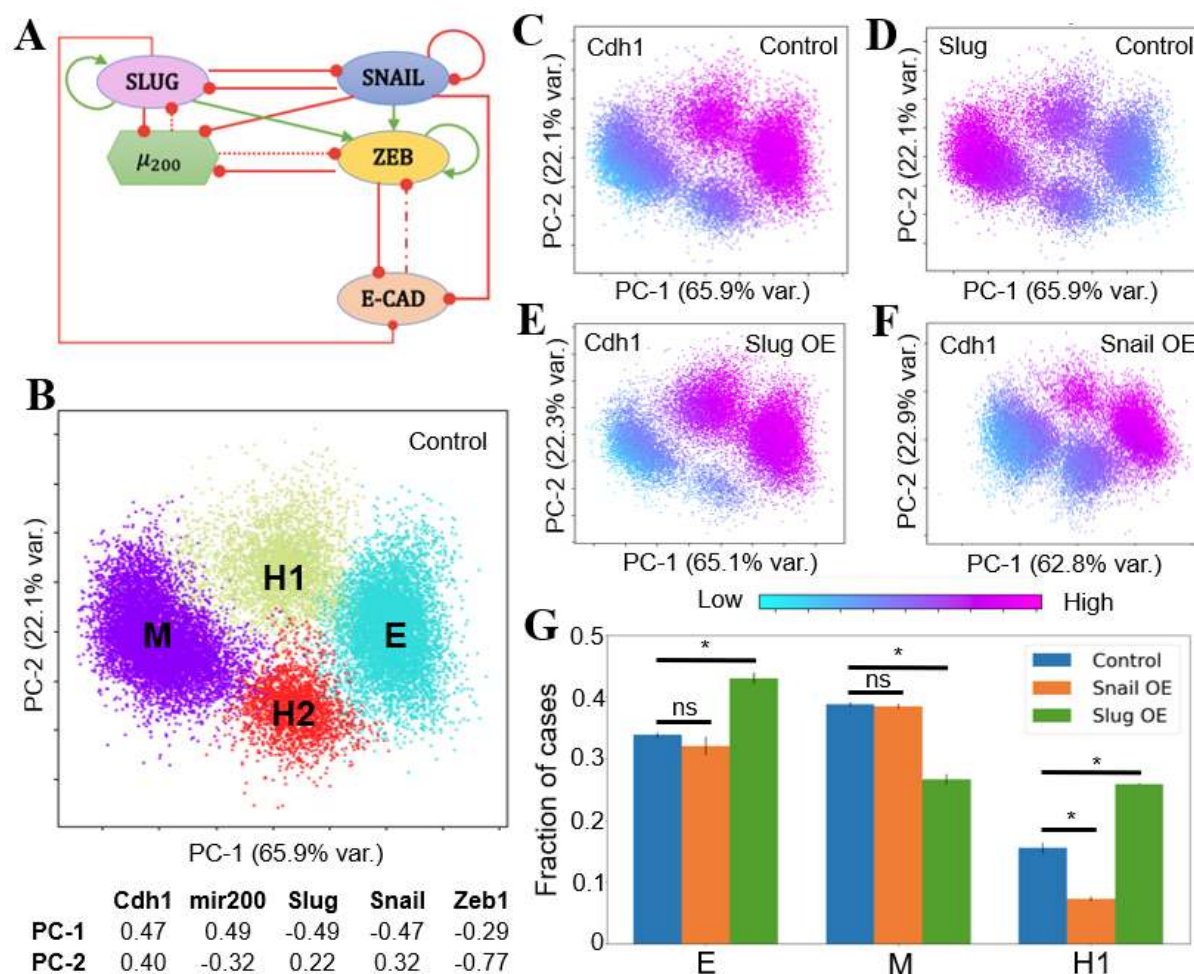 A
SLUG
SNAIL
μ200
ZEB
E-CAD
B
Control
M
H1
E
H2
PC-2 (22.1% var.)
PC-1 (65.9% var.)
Cdh1 mir200 Slug Snail Zeb1
PC-1 0.47 0.49 -0.49 -0.47 -0.29
PC-2 0.40 -0.32 0.22 0.32 -0.77
C
Cdh1 Control
PC-2 (22.1% var.)
PC-1 (65.9% var.)
D
Slug Control
PC-2 (22.1% var.)
PC-1 (65.9% var.)
E
Cdh1 Slug OE
PC-2 (22.3% var.)
PC-1 (65.1% var.)
F
Cdh1 Snail OE
PC-2 (22.9% var.)
PC-1 (62.8% var.)
Low High
G
Fraction of cases
0.5
0.4
0.3
0.2
0.1
0
*
ns
*
ns
*
*
Control
Snail OE
Slug OE
E M H1